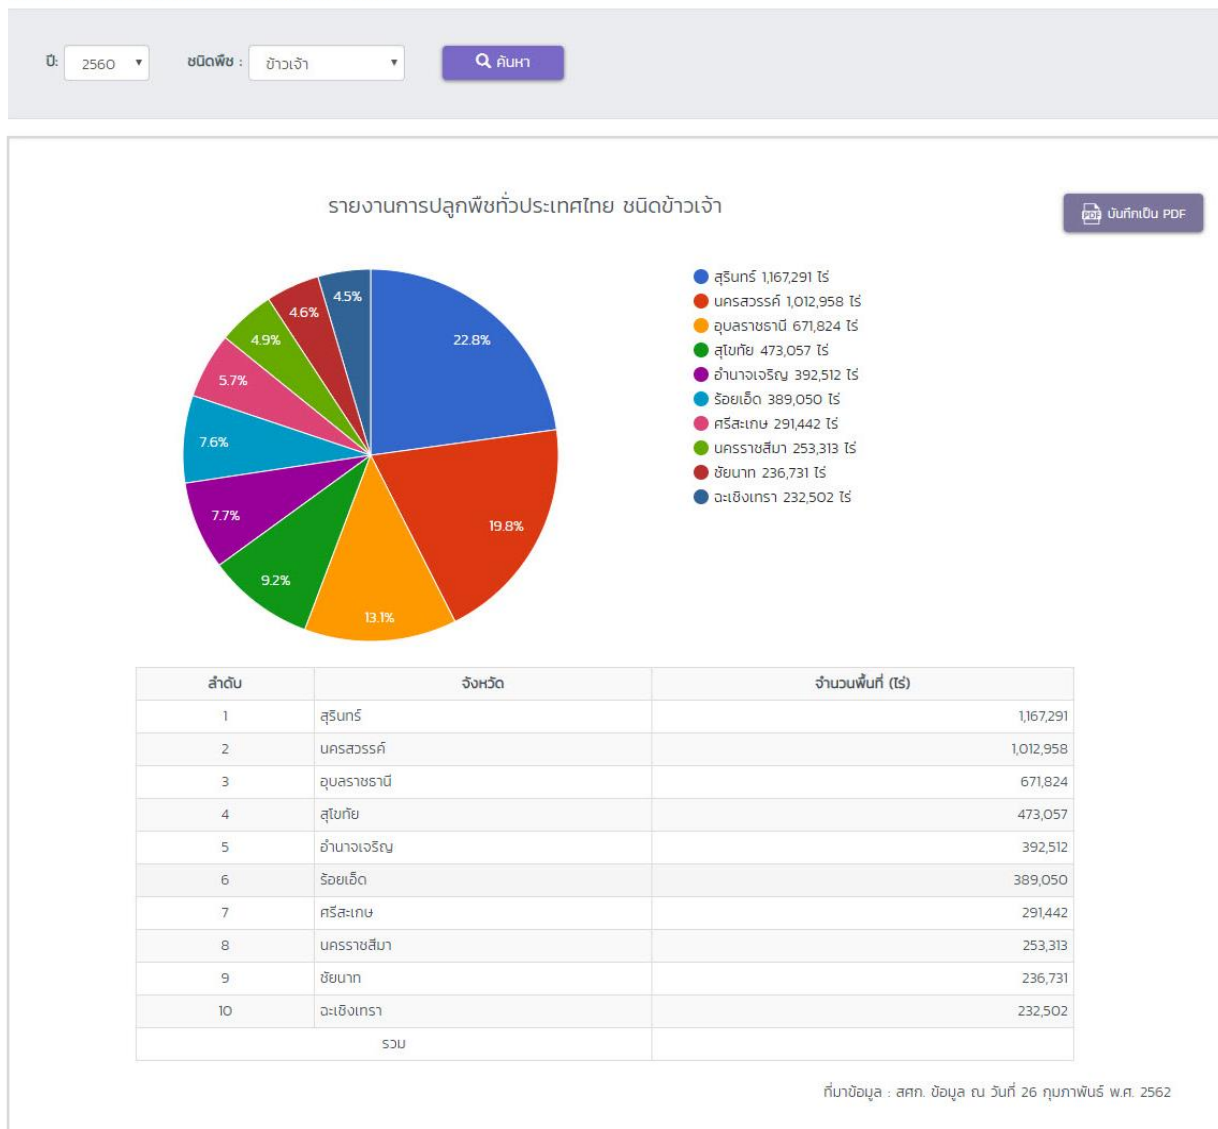 ปี: 2560 ชนิดพืช : ข้าวเจ้า ค้นหา
รายงานการปลูกพืชทั่วประเทศไทย ชนิดข้าวเจ้า
PDF บันทึกเป็น PDF
22.8%
19.8%
13.1%
9.2%
7.7%
7.6%
5.7%
4.9%
4.6%
4.5%
สุรินทร์ 1,167,291 ไร่
นครสวรรค์ 1,012,958 ไร่
อุบลราชธานี 671,824 ไร่
สุโขทัย 473,057 ไร่
อำนาจเจริญ 392,512 ไร่
ร้อยเอ็ด 389,050 ไร่
ศรีสะเกษ 291,442 ไร่
นครราชสีมา 253,313 ไร่
ชัยนาท 236,731 ไร่
ฉะเชิงเทรา 232,502 ไร่
ลำดับ จังหวัด จำนวนพื้นที่ (ไร่)
1 สุรินทร์ 1,167,291
2 นครสวรรค์ 1,012,958
3 อุบลราชธานี 671,824
4 สุโขทัย 473,057
5 อำนาจเจริญ 392,512
6 ร้อยเอ็ด 389,050
7 ศรีสะเกษ 291,442
8 นครราชสีมา 253,313
9 ชัยนาท 236,731
10 ฉะเชิงเทรา 232,502
รวม
ที่มาข้อมูล : สศก. ข้อมูล ณ วันที่ 26 กุมภาพันธ์ พ.ศ. 2562